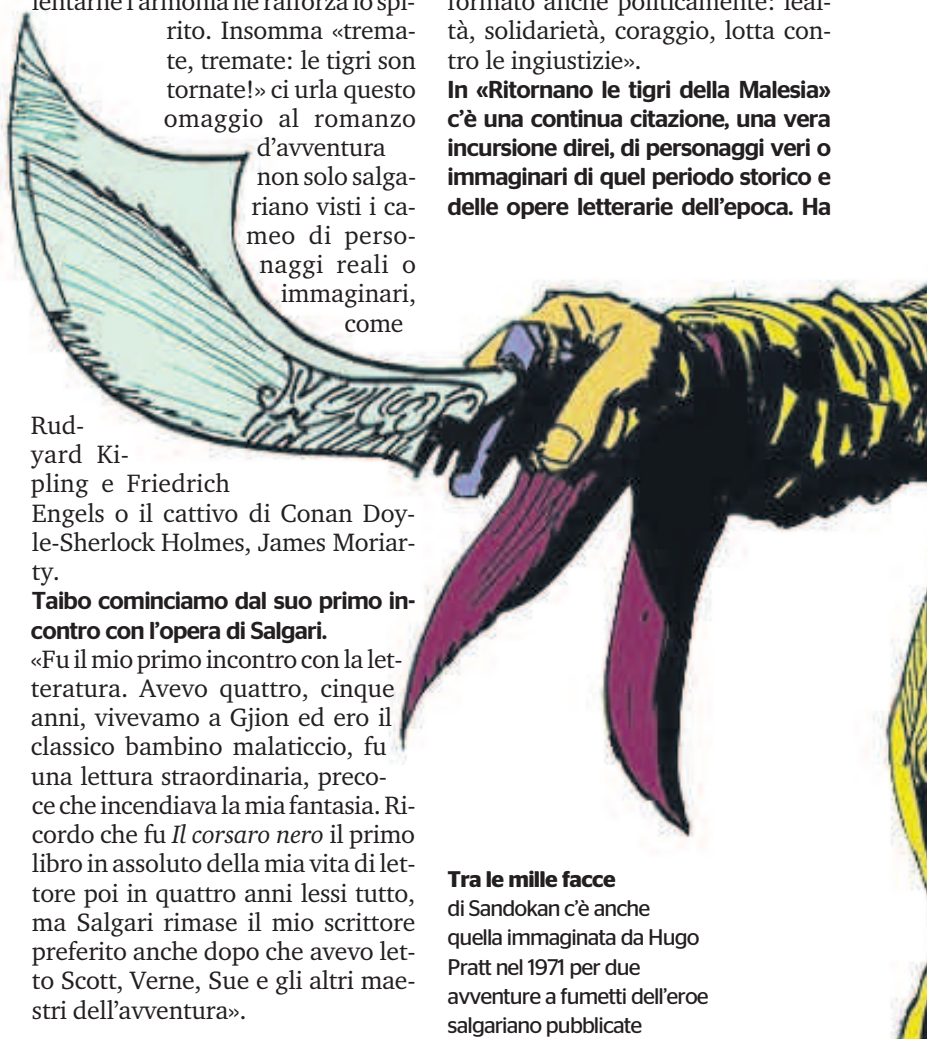 rito. Insomma «trema-
te, tremate: le tigri son
tornate!» ci urla questo
omaggio al romanzo
d'avventura
non solo salga-
riano visti i ca-
meo di perso-
naggi reali o
immaginari,
come
Rud-
yard Ki-
pling e Friedrich
Engels o il cattivo di Conan Doy-
le-Sherlock Holmes, James Moriar-
ty.
Taibo cominciamo dal suo primo in-
contro con l'opera di Salgari.
«Fu il mio primo incontro con la let-
teratura. Avevo quattro, cinque
anni, vivevamo a Gjion ed ero il
classico bambino malaticcio, fu
una lettura straordinaria, preco-
ce che incendiava la mia fantasia. Ri-
cordo che fu Il corsaro nero il primo
libro in assoluto della mia vita di let-
tore poi in quattro anni lessi tutto,
ma Salgari rimase il mio scrittore
preferito anche dopo che avevo let-
to Scott, Verne, Sue e gli altri mae-
stri dell'avventura».
formato anche politicamente: leal-
tà, solidarietà, coraggio, lotta con-
tro le ingiustizie».
In «Ritornano le tigri della Malesia»
c'è una continua citazione, una vera
incursione direi, di personaggi veri o
immaginari di quel periodo storico e
delle opere letterarie dell'epoca. Ha
Tra le mille facce
di Sandokan c'è anche
quella immaginata da Hugo
Pratt nel 1971 per due
avventure a fumetti dell'eroe
salgariano pubblicate